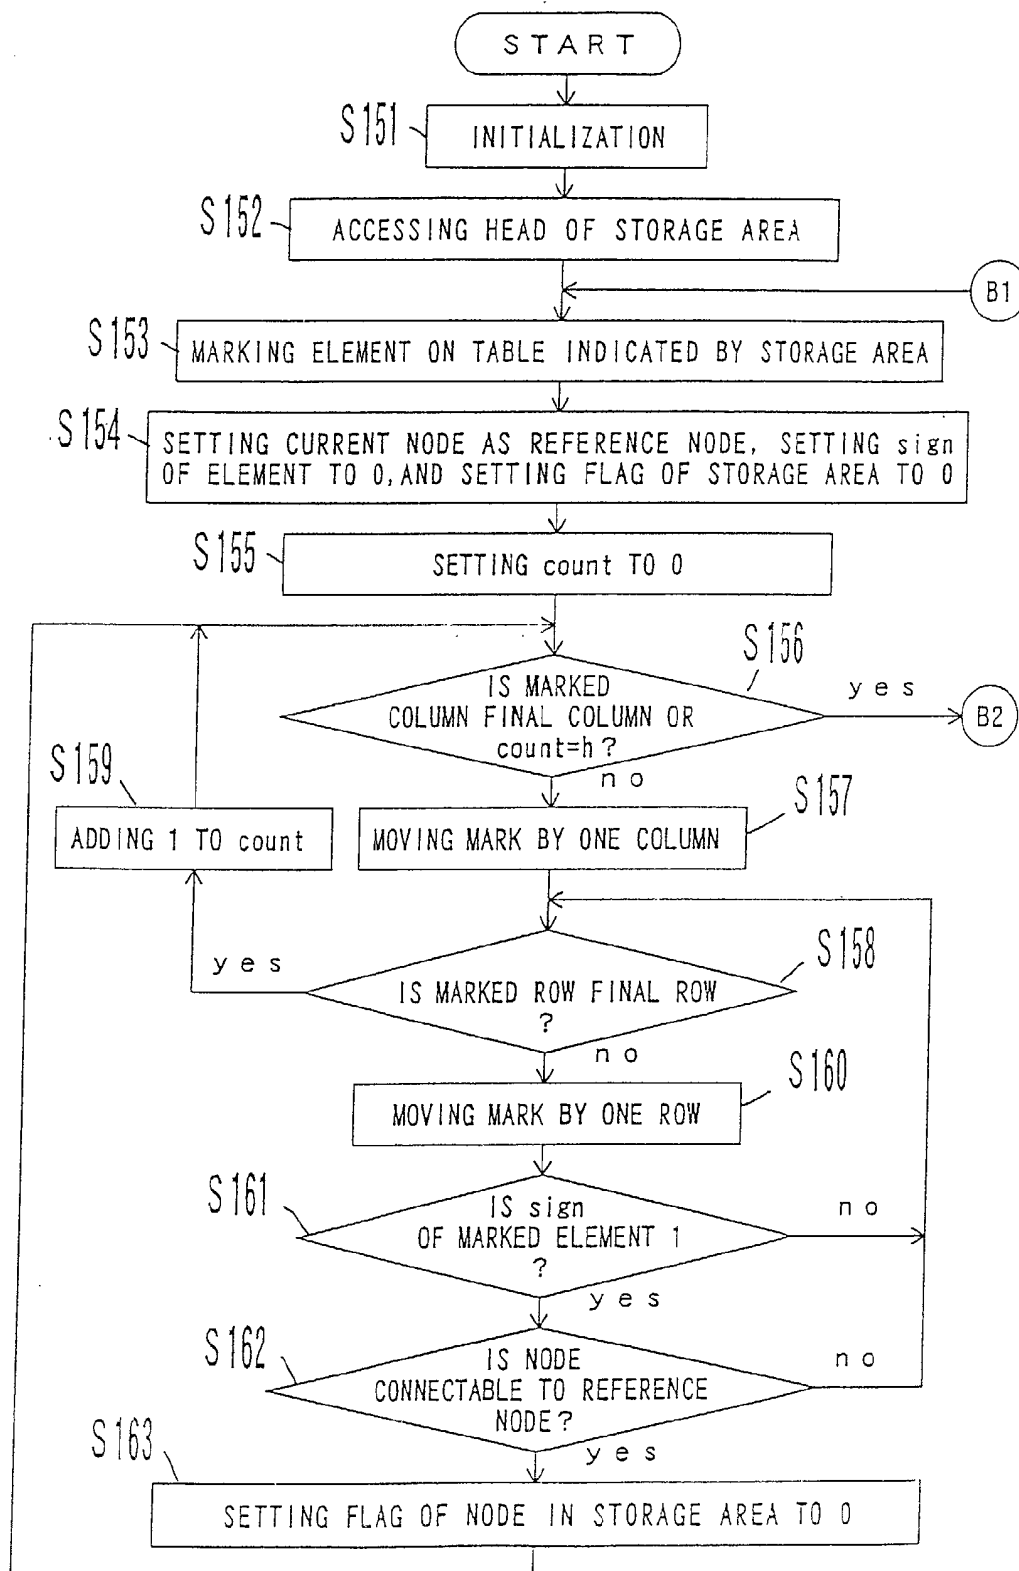 START
S151
INITIALIZATION
S152
ACCESSING HEAD OF STORAGE AREA
B1
S153
MARKING ELEMENT ON TABLE INDICATED BY STORAGE AREA
S154
SETTING CURRENT NODE AS REFERENCE NODE, SETTING sign
OF ELEMENT TO 0, AND SETTING FLAG OF STORAGE AREA TO 0
S155
SETTING count TO 0
S156
IS MARKED
COLUMN FINAL COLUMN OR
count=h?
yes
B2
no
S159
ADDING 1 TO count
S157
MOVING MARK BY ONE COLUMN
S158
yes
IS MARKED ROW FINAL ROW
?
no
S160
MOVING MARK BY ONE ROW
S161
IS sign
OF MARKED ELEMENT 1
?
no
yes
S162
IS NODE
CONNECTABLE TO REFERENCE
NODE?
no
yes
S163
SETTING FLAG OF NODE IN STORAGE AREA TO 0